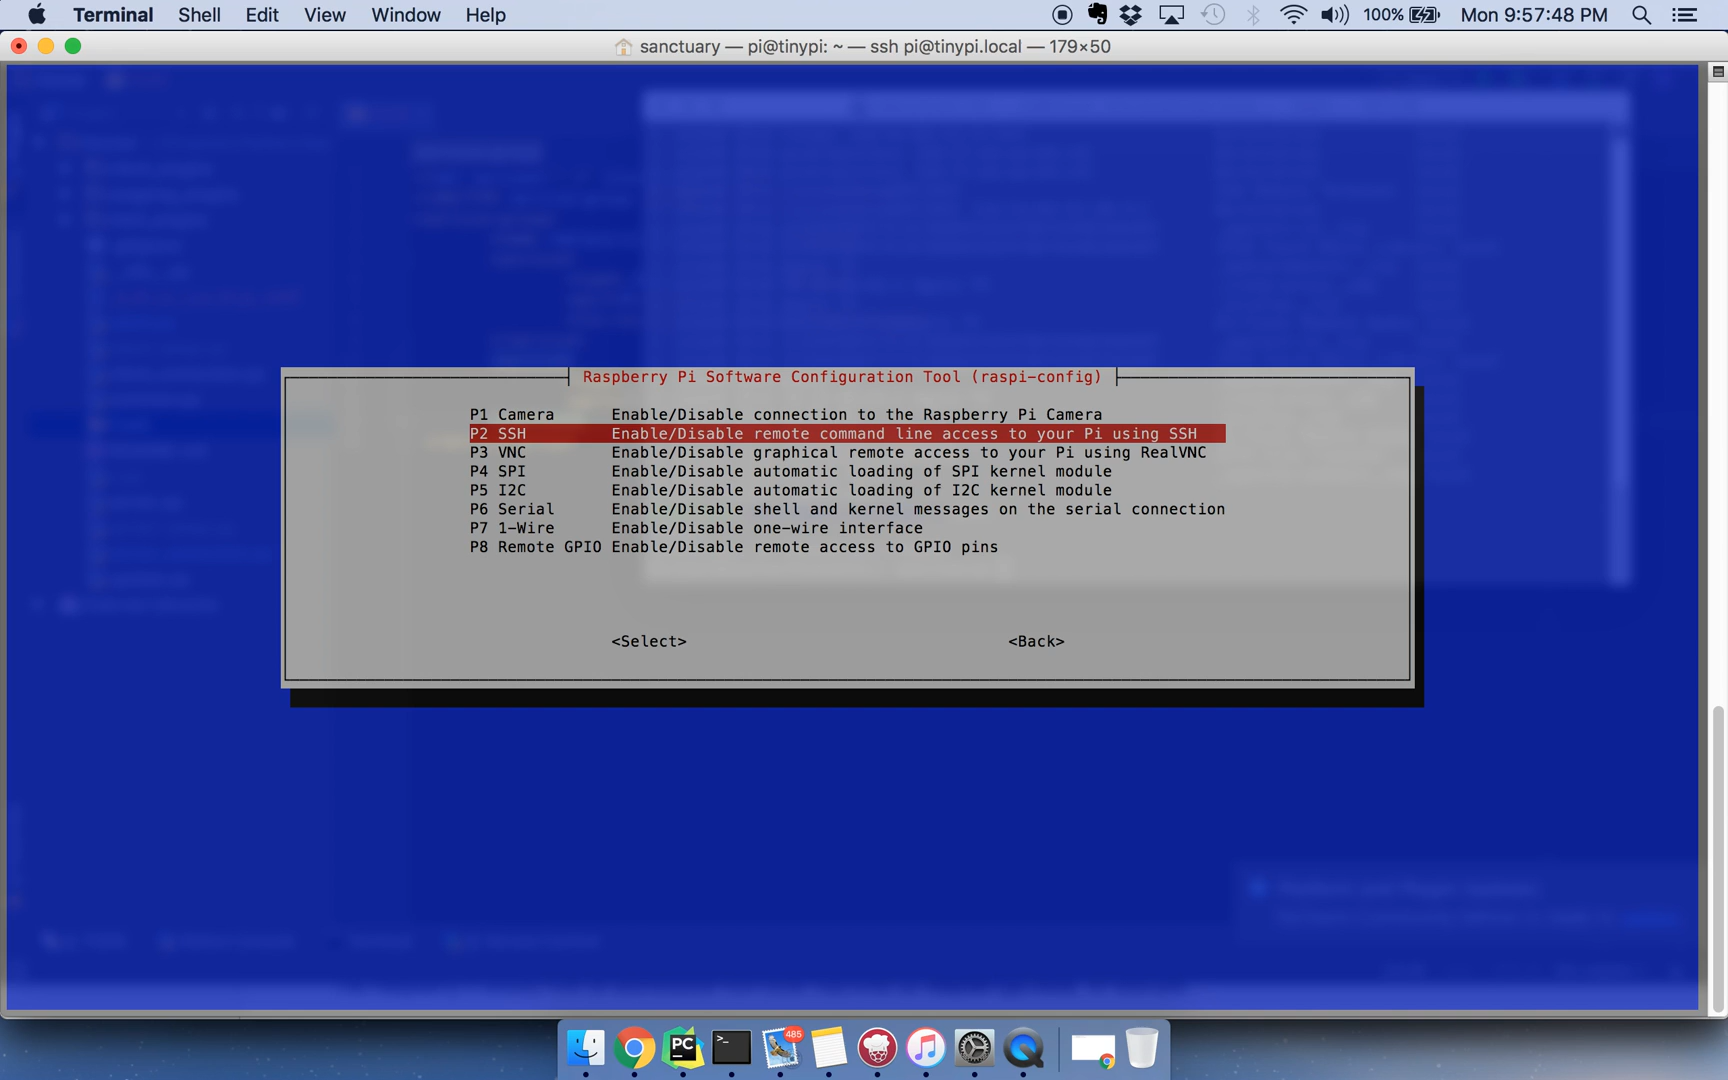 Terminal Shell Edit View Window Help 100% Mon 9:57:48 PM
sanctuary — pi@tinypi: ~ — ssh pi@tinypi.local — 179×50
Raspberry Pi Software Configuration Tool (raspi-config)
P1 Camera Enable/Disable connection to the Raspberry Pi Camera
P2 SSH Enable/Disable remote command line access to your Pi using SSH
P3 VNC Enable/Disable graphical remote access to your Pi using RealVNC
P4 SPI Enable/Disable automatic loading of SPI kernel module
P5 I2C Enable/Disable automatic loading of I2C kernel module
P6 Serial Enable/Disable shell and kernel messages on the serial connection
P7 1-Wire Enable/Disable one-wire interface
P8 Remote GPIO Enable/Disable remote access to GPIO pins
<Select> <Back>
PC >_ 485